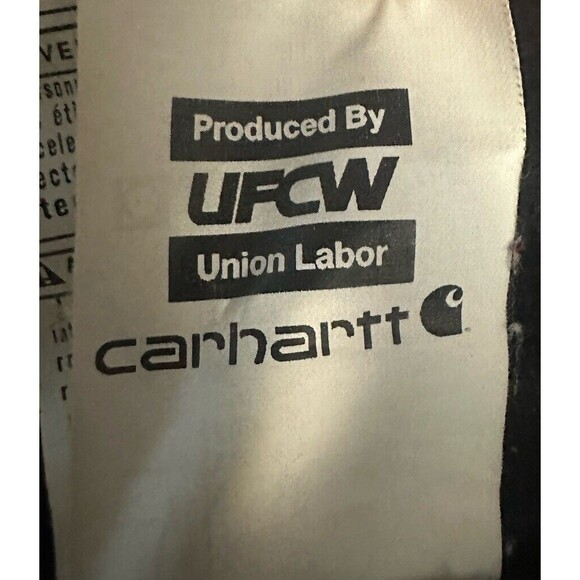 Produced By
UFCW
Union Labor
carhartt